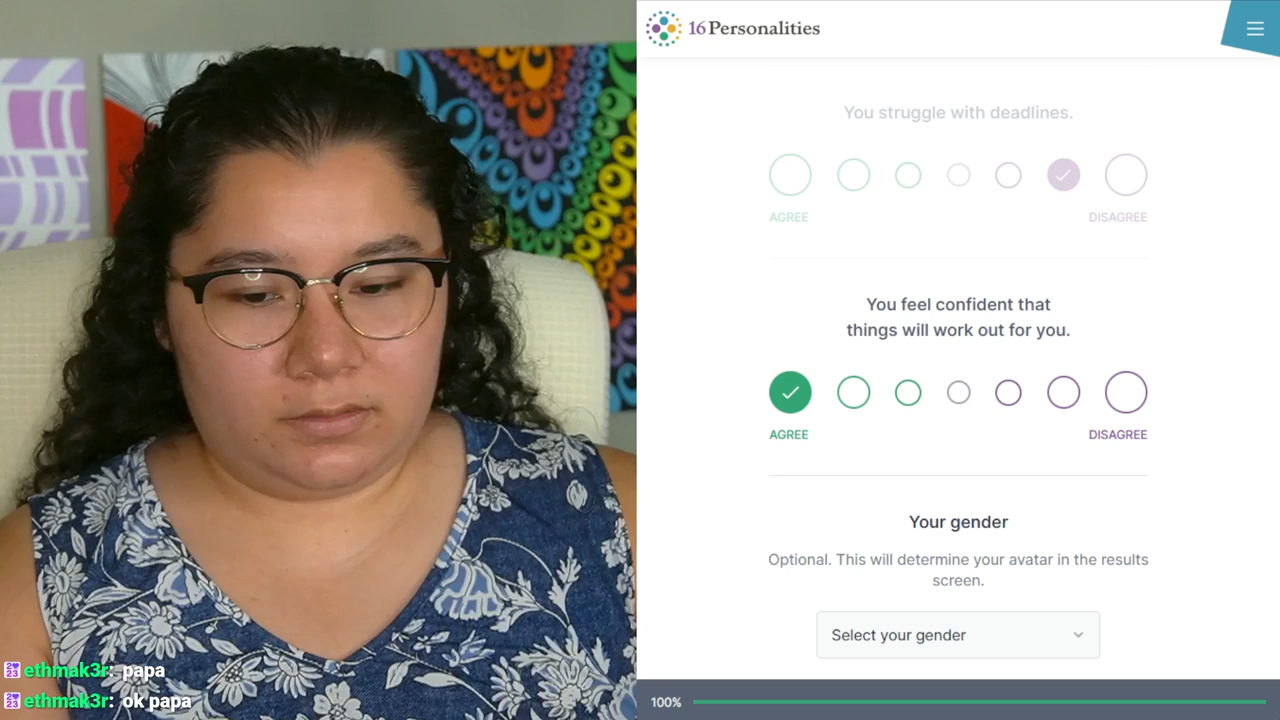 16Personalities
You struggle with deadlines.
AGREE
DISAGREE
You feel confident that
things will work out for you.
AGREE
DISAGREE
Your gender
Optional. This will determine your avatar in the results
screen.
Select your gender
100%
ethmak3r: papa
ethmak3r: ok papa